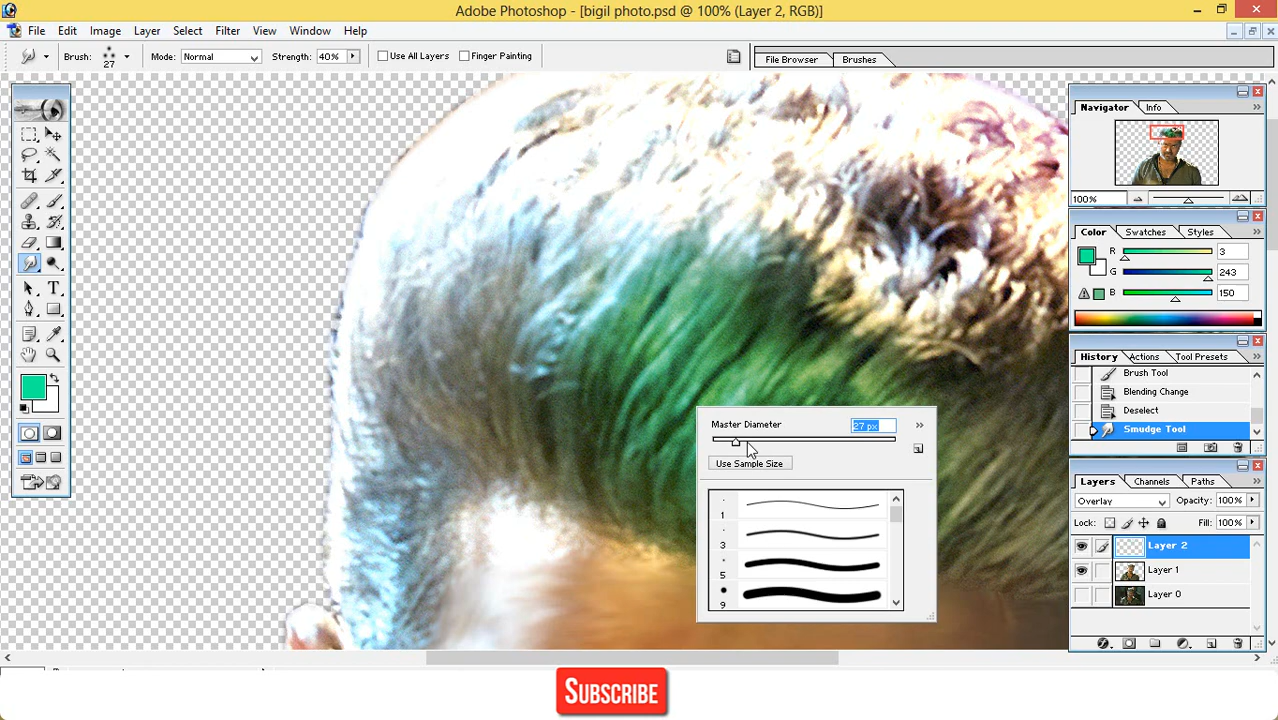 Adobe Photoshop - [bigil photo.psd @ 100% (Layer 2, RGB)]
File Edit Image Layer Select Filter View Window Help
Brush: 27 Mode: Normal Strength: 40% Use All Layers Finger Painting File Browser Brushes
Navigator Info
100%
Color Swatches Styles
R 3
G 243
B 150
History Actions Tool Presets
Brush Tool
Blending Change
Deselect
Smudge Tool
Master Diameter 27 px
Use Sample Size
1
3
5
9
Layers Channels Paths
Overlay Opacity: 100%
Lock: Fill: 100%
Layer 2
Layer 1
Layer 0
SUBSCRIBE